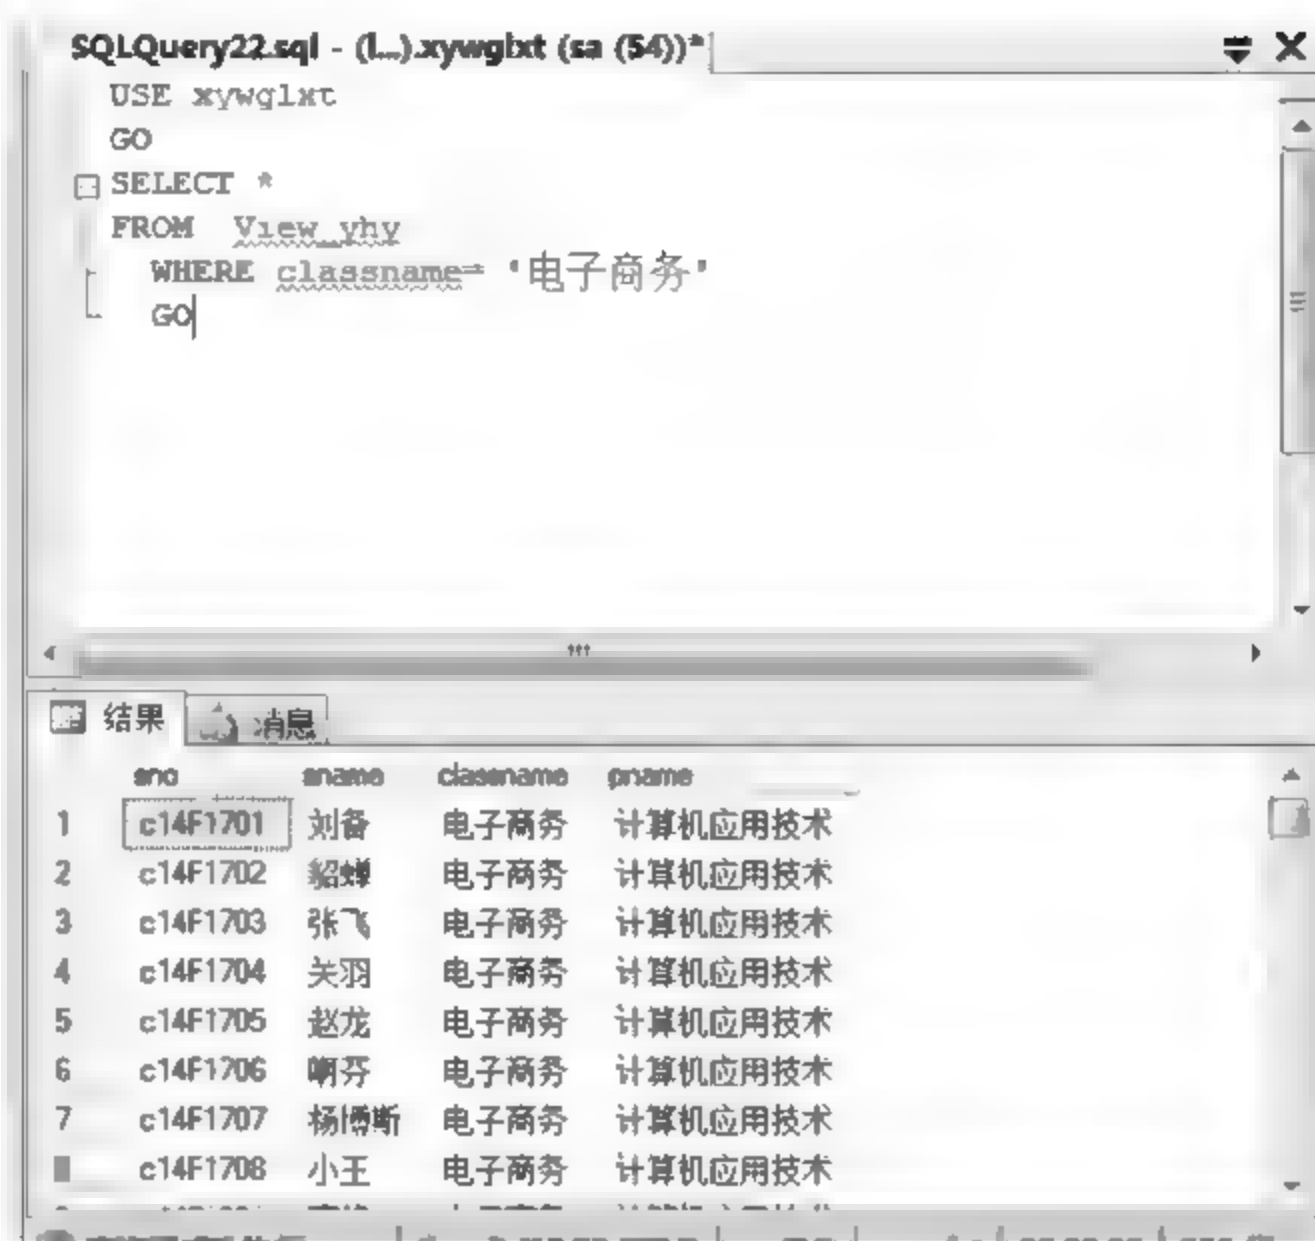 SQLQuery22.sql - (l...).xywglxt (sa (54))*
USE xywglxt
GO
SELECT *
FROM View_yhy
WHERE classname= '电子商务'
GO
结果 消息
sno sname classname pname
1 c14F1701 刘备 电子商务 计算机应用技术
2 c14F1702 貂蝉 电子商务 计算机应用技术
3 c14F1703 张飞 电子商务 计算机应用技术
4 c14F1704 关羽 电子商务 计算机应用技术
5 c14F1705 赵龙 电子商务 计算机应用技术
6 c14F1706 电子商务 计算机应用技术
7 c14F1707 电子商务 计算机应用技术
c14F1708 小王 电子商务 计算机应用技术